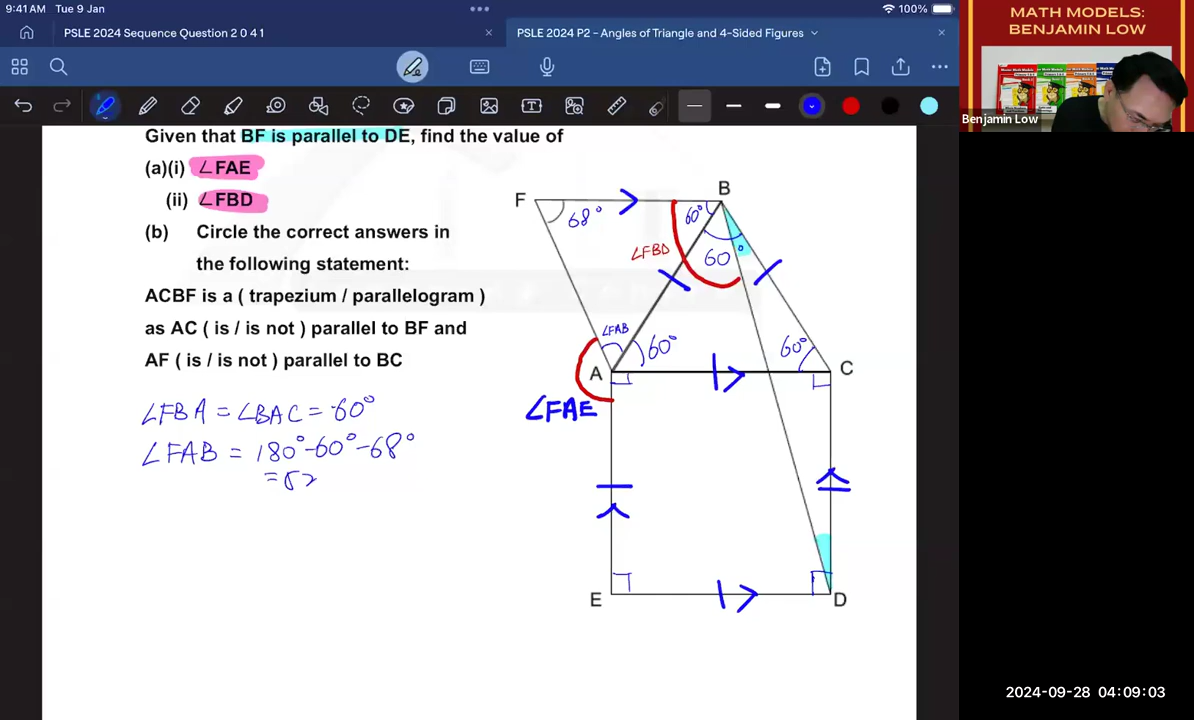 9:41 AM Tue 9 Jan
100%
PSLE 2024 Sequence Question 2 0 4 1
PSLE 2024 P2 - Angles of Triangle and 4-Sided Figures
MATH MODELS:
BENJAMIN LOW
Benjamin Low
Given that BF is parallel to DE, find the value of
(a)(i) ∠FAE
(ii) ∠FBD
(b) Circle the correct answers in
the following statement:
ACBF is a ( trapezium / parallelogram )
as AC ( is / is not ) parallel to BF and
AF ( is / is not ) parallel to BC
∠FBA = ∠BAC = 60°
∠FAB = 180° - 60° - 68°
= 52
F
B
68°
60°
∠FBD
60°
∠FAB
60°
60°
A
C
∠FAE
E
D
2024-09-28 04:09:03